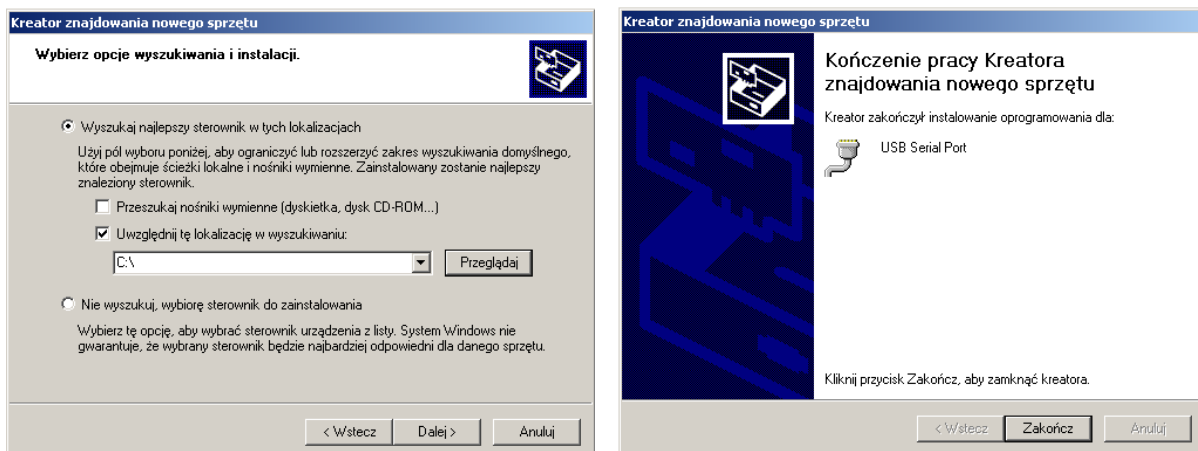 Kreator znajdowania nowego sprzętu
Wybierz opcje wyszukiwania i instalacji.
Wyszukaj najlepszy sterownik w tych lokalizacjach
Użyj pól wyboru poniżej, aby ograniczyć lub rozszerzyć zakres wyszukiwania domyślnego,
które obejmuje ścieżki lokalne i nośniki wymienne. Zainstalowany zostanie najlepszy
znaleziony sterownik.
Przeszukaj nośniki wymienne (dyskietka, dysk CD-ROM...)
Uwzględnij tę lokalizację w wyszukiwaniu:
C:\
Przeglądaj
Nie wyszukuj, wybiorę sterownik do zainstalowania
Wybierz tę opcję, aby wybrać sterownik urządzenia z listy. System Windows nie
gwarantuje, że wybrany sterownik będzie najbardziej odpowiedni dla danego sprzętu.
< Wstecz Dalej > Anuluj
Kreator znajdowania nowego sprzętu
Kończenie pracy Kreatora
znajdowania nowego sprzętu
Kreator zakończył instalowanie oprogramowania dla:
USB Serial Port
Kliknij przycisk Zakończ, aby zamknąć kreatora.
< Wstecz Zakończ Anuluj